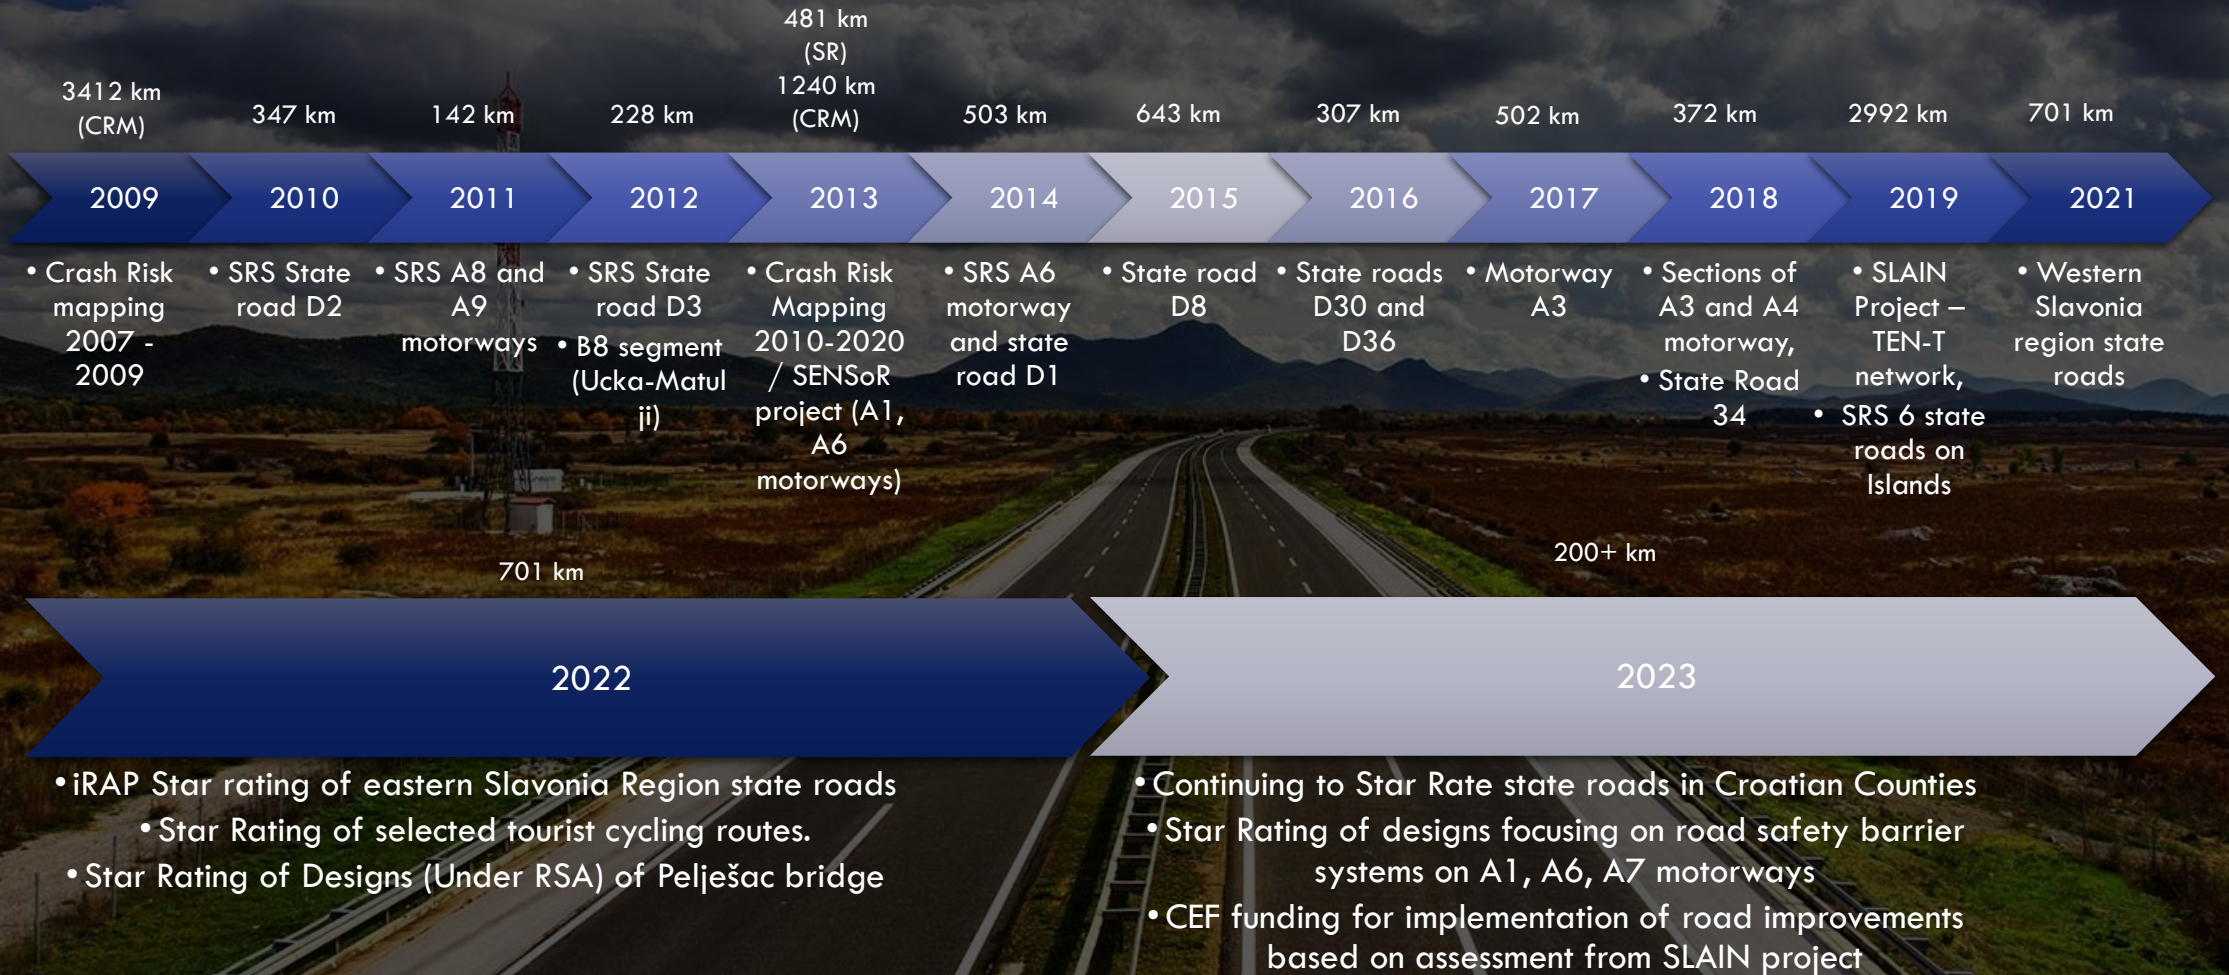 481 km
(SR)
1240 km
(CRM)
3412 km
(CRM)
347 km
142 km
228 km
503 km
643 km
307 km
502 km
372 km
2992 km
701 km
2009
2010
2011
2012
2013
2014
2015
2016
2017
2018
2019
2021
• Crash Risk
mapping
2007 -
2009
• SRS State
road D2
• SRS A8 and
A9
motorways
• SRS State
road D3
• B8 segment
(Ucka-Matul
ji)
• Crash Risk
Mapping
2010-2020
/ SENSoR
project (A1,
A6
motorways)
• SRS A6
motorway
and state
road D1
• State road
D8
• State roads
D30 and
D36
• Motorway
A3
• Sections of
A3 and A4
motorway,
• State Road
34
• SLAIN
Project –
TEN-T
network,
• SRS 6 state
roads on
Islands
• Western
Slavonia
region state
roads
701 km
200+ km
2022
2023
• iRAP Star rating of eastern Slavonia Region state roads
• Star Rating of selected tourist cycling routes.
• Star Rating of Designs (Under RSA) of Pelješac bridge
• Continuing to Star Rate state roads in Croatian Counties
• Star Rating of designs focusing on road safety barrier
systems on A1, A6, A7 motorways
• CEF funding for implementation of road improvements
based on assessment from SLAIN project